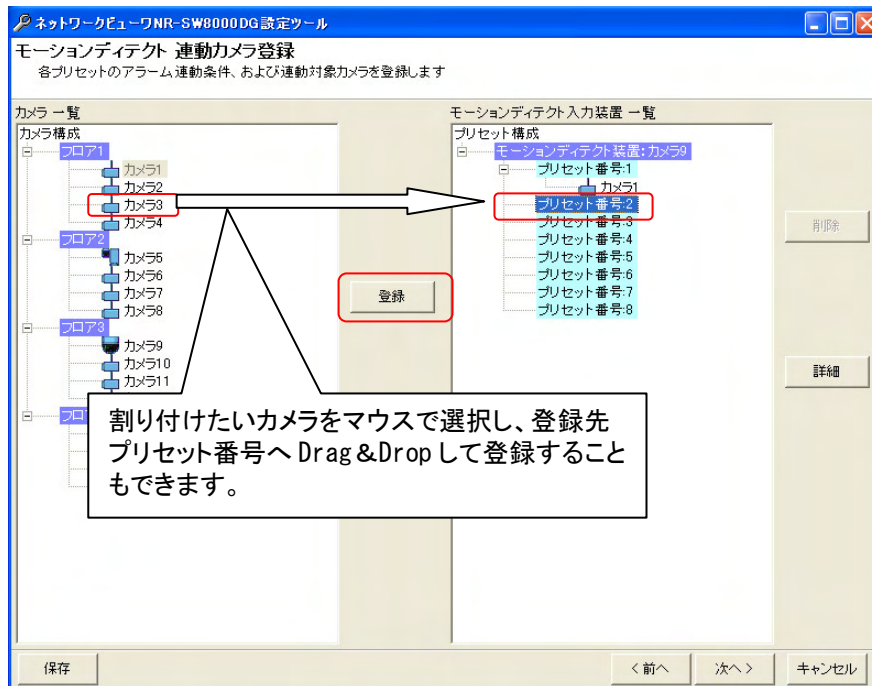 ネットワークビューワNR-SW8000DG設定ツール
モーションディテクト 連動カメラ登録
各プリセットのアラーム連動条件、および連動対象カメラを登録します
カメラ 一覧
カメラ構成
フロア1
カメラ1
カメラ2
カメラ3
カメラ4
フロア2
カメラ5
カメラ6
カメラ7
カメラ8
フロア3
カメラ9
カメラ10
カメラ11
フロ
登録
モーションディテクト入力装置 一覧
プリセット構成
モーションディテクト装置:カメラ9
プリセット番号:1
カメラ1
プリセット番号:2
プリセット番号:3
プリセット番号:4
プリセット番号:5
プリセット番号:6
プリセット番号:7
プリセット番号:8
削除
詳細
割り付けたいカメラをマウスで選択し、登録先
プリセット番号へ Drag&Drop して登録すること
もできます。
保存
<前へ
次へ>
キャンセル